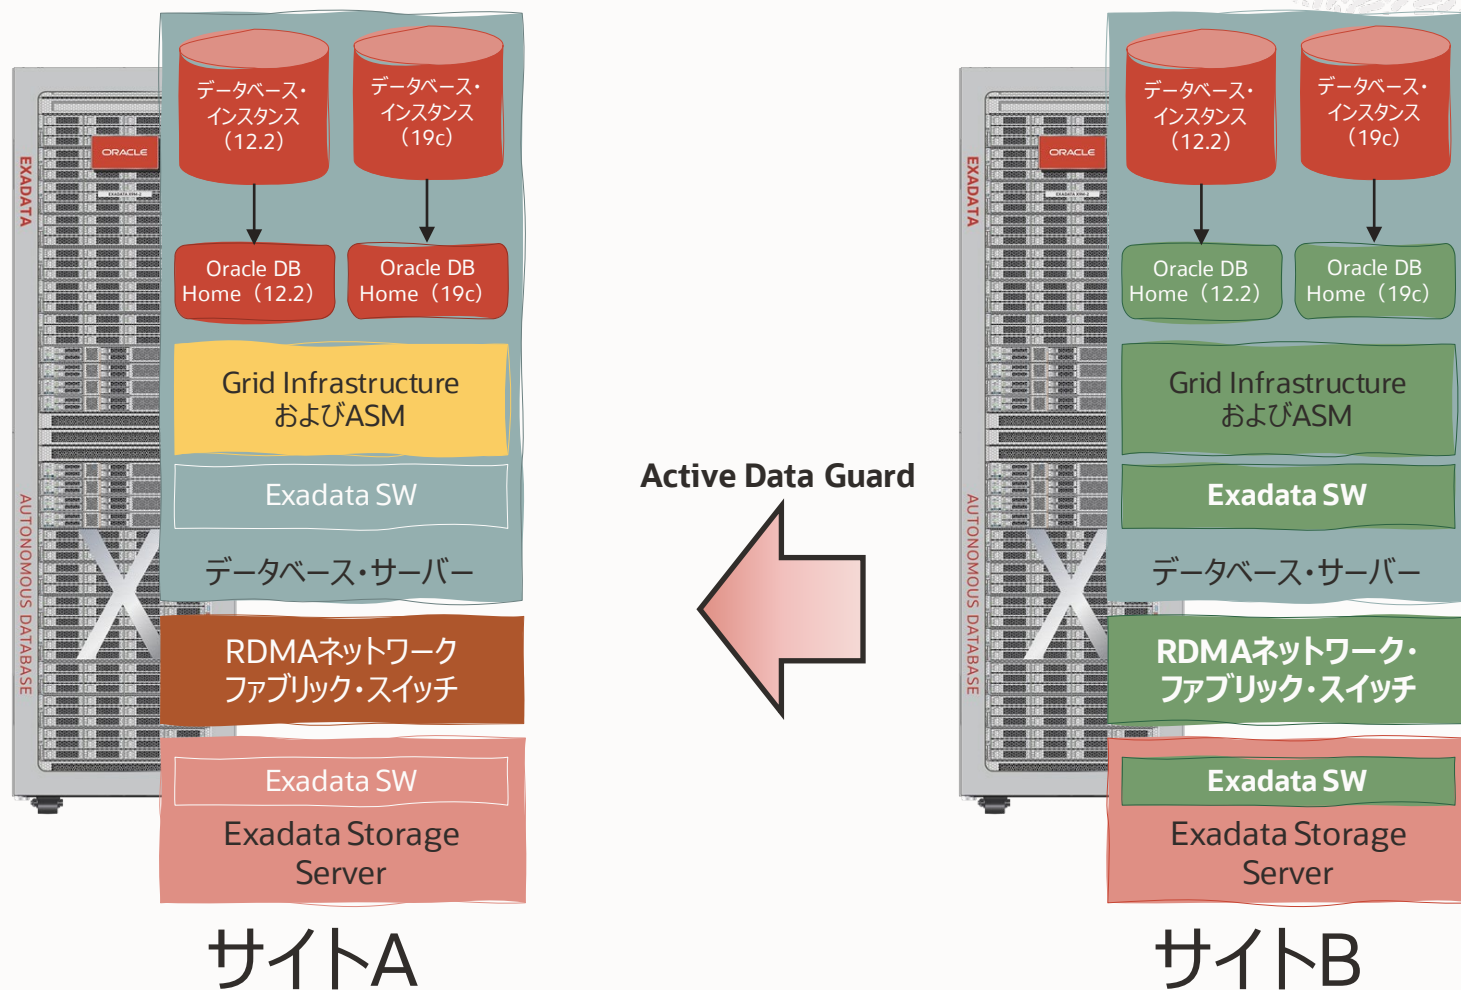 データベース・
インスタンス
（12.2）
データベース・
インスタンス
（19c）
ORACLE
EXADATA
Oracle DB
Home（12.2）
Oracle DB
Home（19c）
Grid Infrastructure
およびASM
Exadata SW
データベース・サーバー
AUTONOMOUS DATABASE
X
RDMAネットワーク
ファブリック・スイッチ
Exadata SW
Exadata Storage
Server
サイトA
Active Data Guard
データベース・
インスタンス
（12.2）
データベース・
インスタンス
（19c）
ORACLE
EXADATA
Oracle DB
Home（12.2）
Oracle DB
Home（19c）
Grid Infrastructure
およびASM
Exadata SW
データベース・サーバー
AUTONOMOUS DATABASE
X
RDMAネットワーク・
ファブリック・スイッチ
Exadata SW
Exadata Storage
Server
サイトB